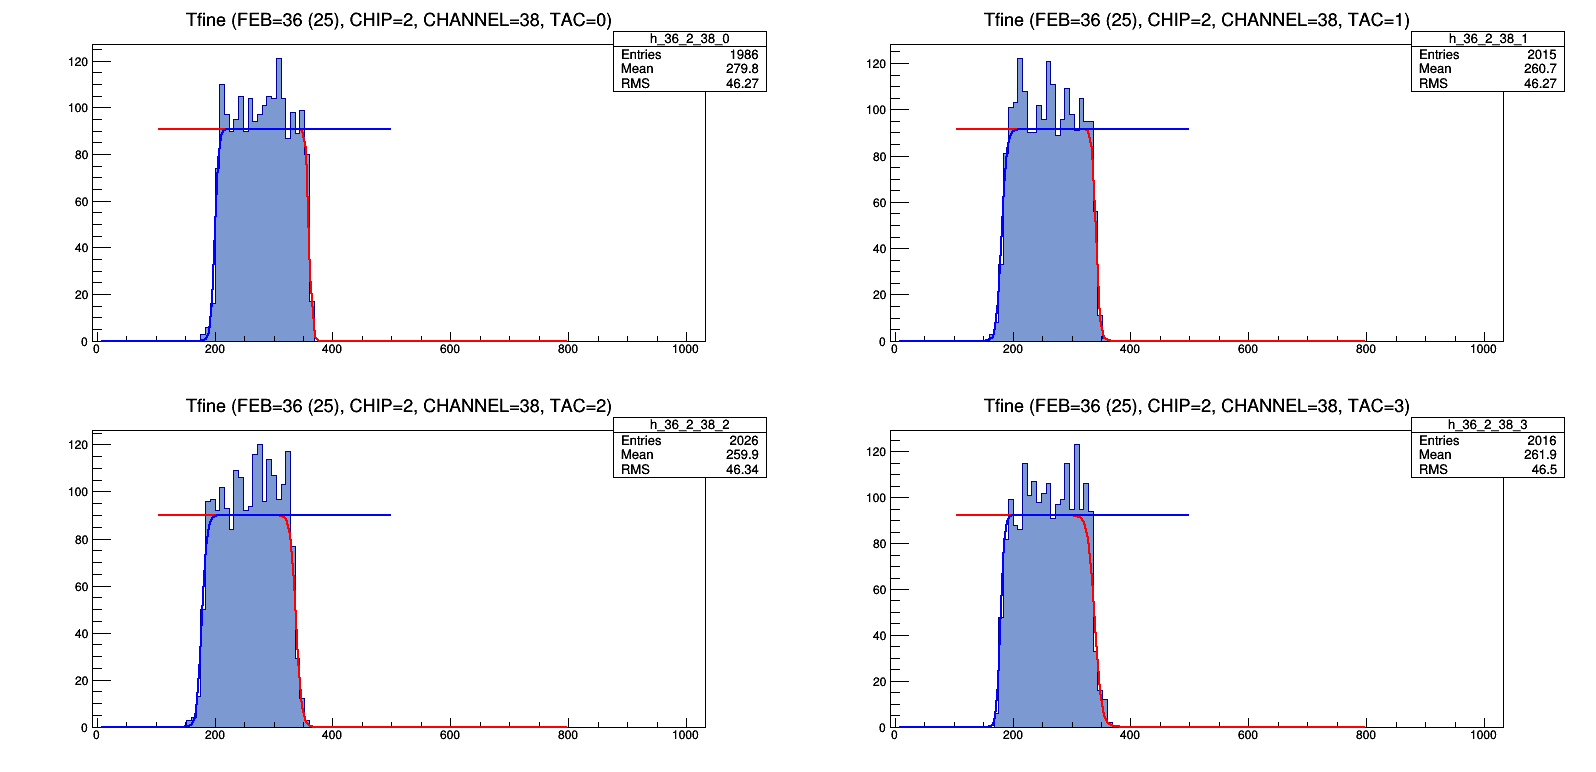 Tfine (FEB=36 (25), CHIP=2, CHANNEL=38, TAC=0)
h_36_2_38_0
Entries 1986
Mean 279.8
RMS 46.27
120
100
80
60
40
20
0
0 200 400 600 800 1000
Tfine (FEB=36 (25), CHIP=2, CHANNEL=38, TAC=1)
h_36_2_38_1
Entries 2015
Mean 260.7
RMS 46.27
120
100
80
60
40
20
0
0 200 400 600 800 1000
Tfine (FEB=36 (25), CHIP=2, CHANNEL=38, TAC=2)
h_36_2_38_2
Entries 2026
Mean 259.9
RMS 46.34
120
100
80
60
40
20
0
0 200 400 600 800 1000
Tfine (FEB=36 (25), CHIP=2, CHANNEL=38, TAC=3)
h_36_2_38_3
Entries 2016
Mean 261.9
RMS 46.5
120
100
80
60
40
20
0
0 200 400 600 800 1000